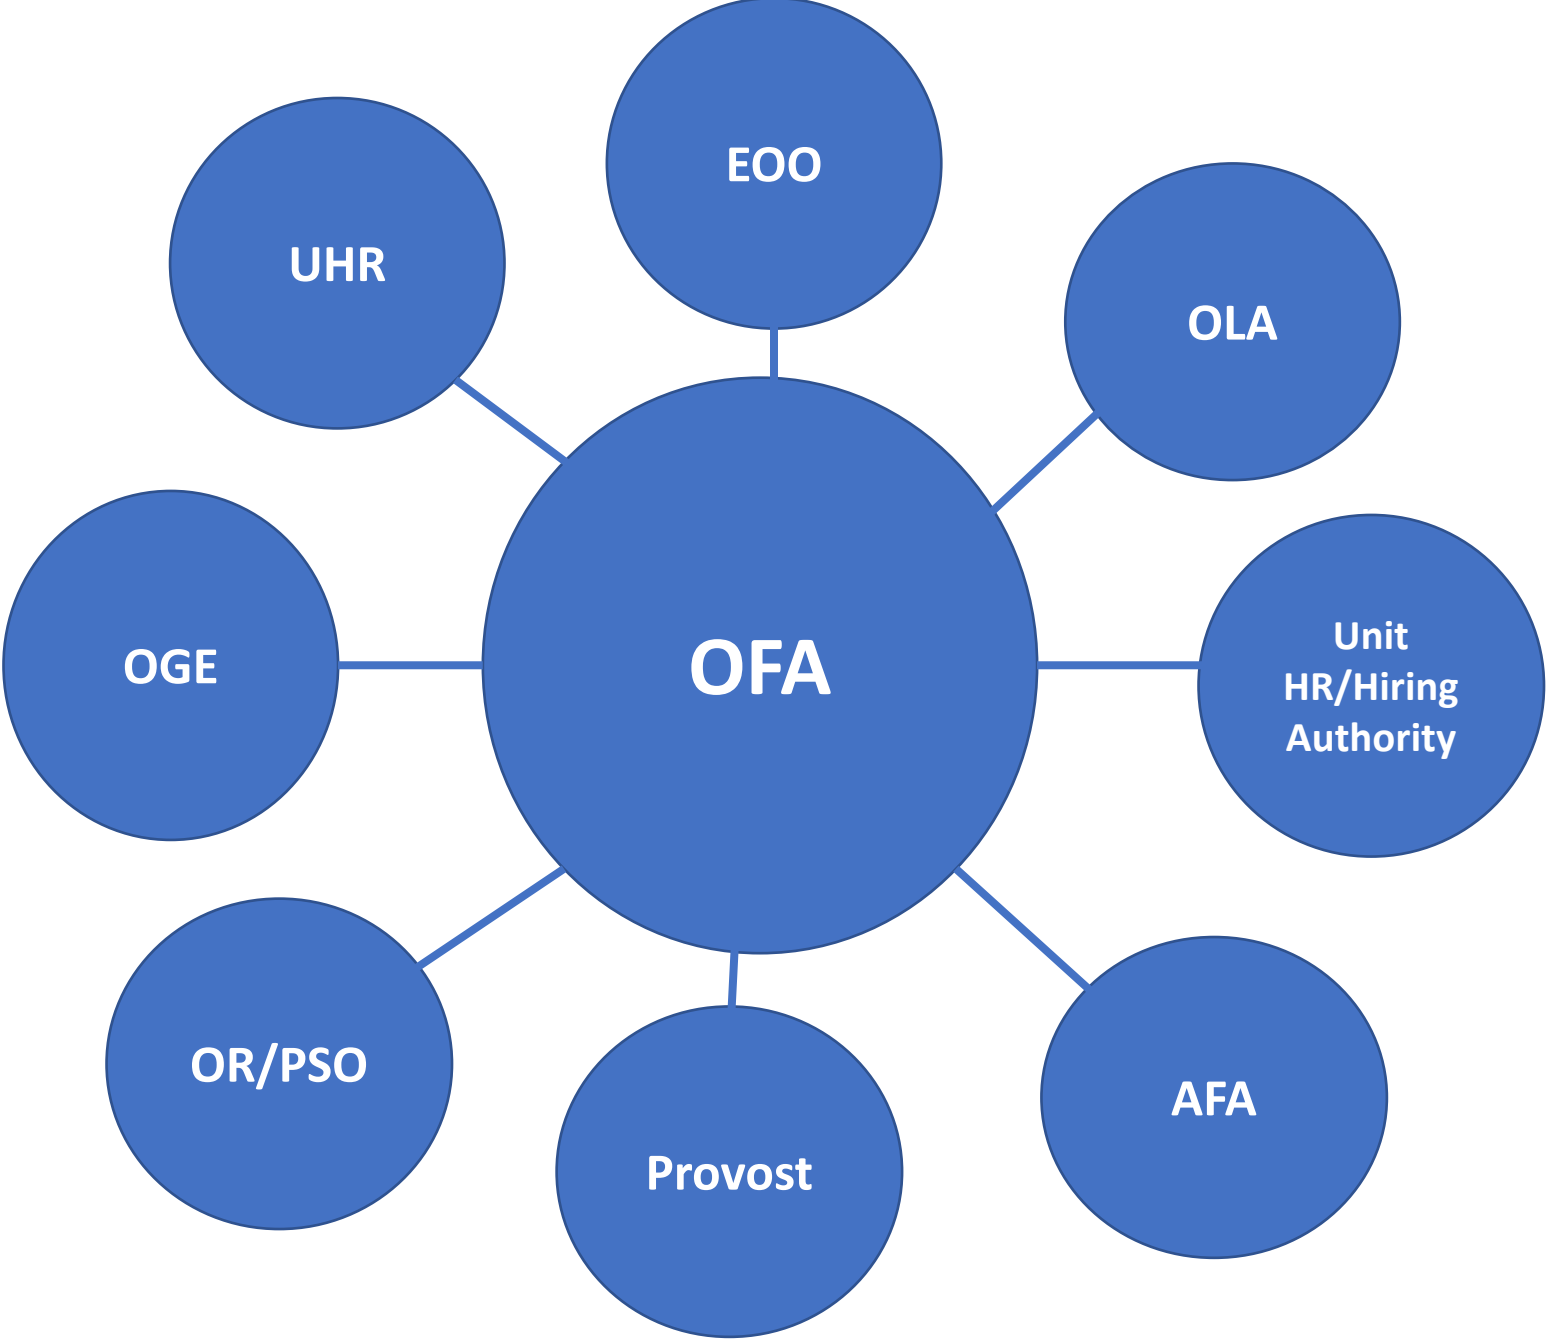 EOO
UHR
OLA
Unit
HR/Hiring
Authority
OGE
OFA
OR/PSO
AFA
Provost